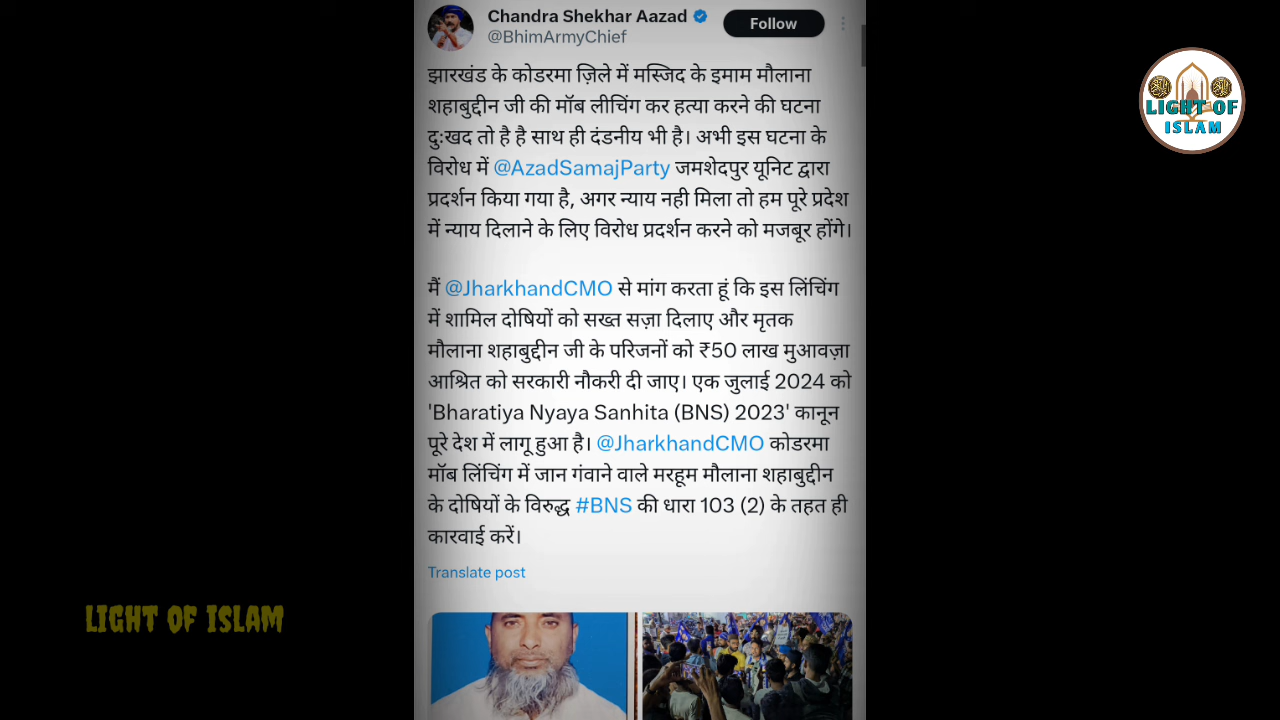 Chandra Shekhar Aazad
@BhimArmyChief
Follow
झारखंड के कोडरमा ज़िले में मस्जिद के इमाम मौलाना
शहाबुद्दीन जी की मॉब लीचिंग कर हत्या करने की घटना
दुःखद तो है है साथ ही दंडनीय भी है। अभी इस घटना के
विरोध में @AzadSamajParty जमशेदपुर यूनिट द्वारा
प्रदर्शन किया गया है, अगर न्याय नही मिला तो हम पूरे प्रदेश
में न्याय दिलाने के लिए विरोध प्रदर्शन करने को मजबूर होंगे।
मैं @JharkhandCMO से मांग करता हूं कि इस लिंचिंग
में शामिल दोषियों को सख्त सज़ा दिलाए और मृतक
मौलाना शहाबुद्दीन जी के परिजनों को ₹50 लाख मुआवज़ा
आश्रित को सरकारी नौकरी दी जाए। एक जुलाई 2024 को
'Bharatiya Nyaya Sanhita (BNS) 2023' कानून
पूरे देश में लागू हुआ है। @JharkhandCMO कोडरमा
मॉब लिंचिंग में जान गंवाने वाले मरहूम मौलाना शहाबुद्दीन
के दोषियों के विरुद्ध #BNS की धारा 103 (2) के तहत ही
कारवाई करें।
Translate post
LIGHT OF
ISLAM
LIGHT OF ISLAM